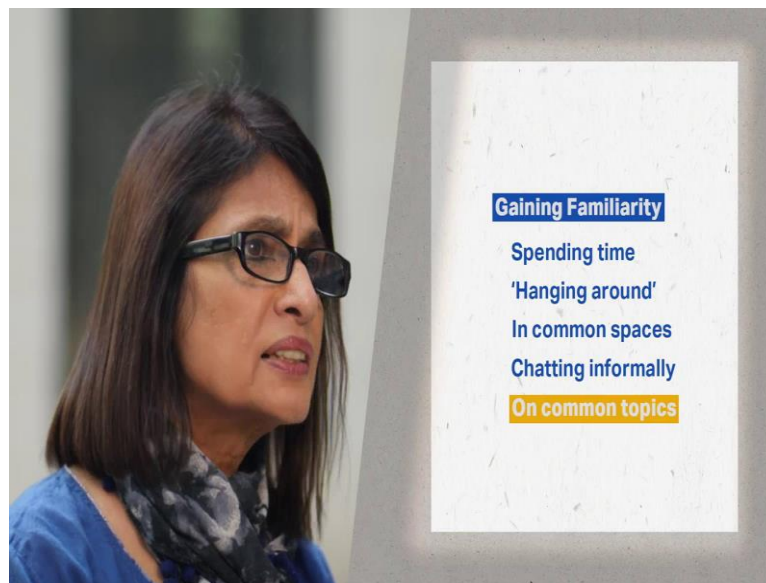 Gaining Familiarity
Spending time
‘Hanging around’
In common spaces
Chatting informally
On common topics